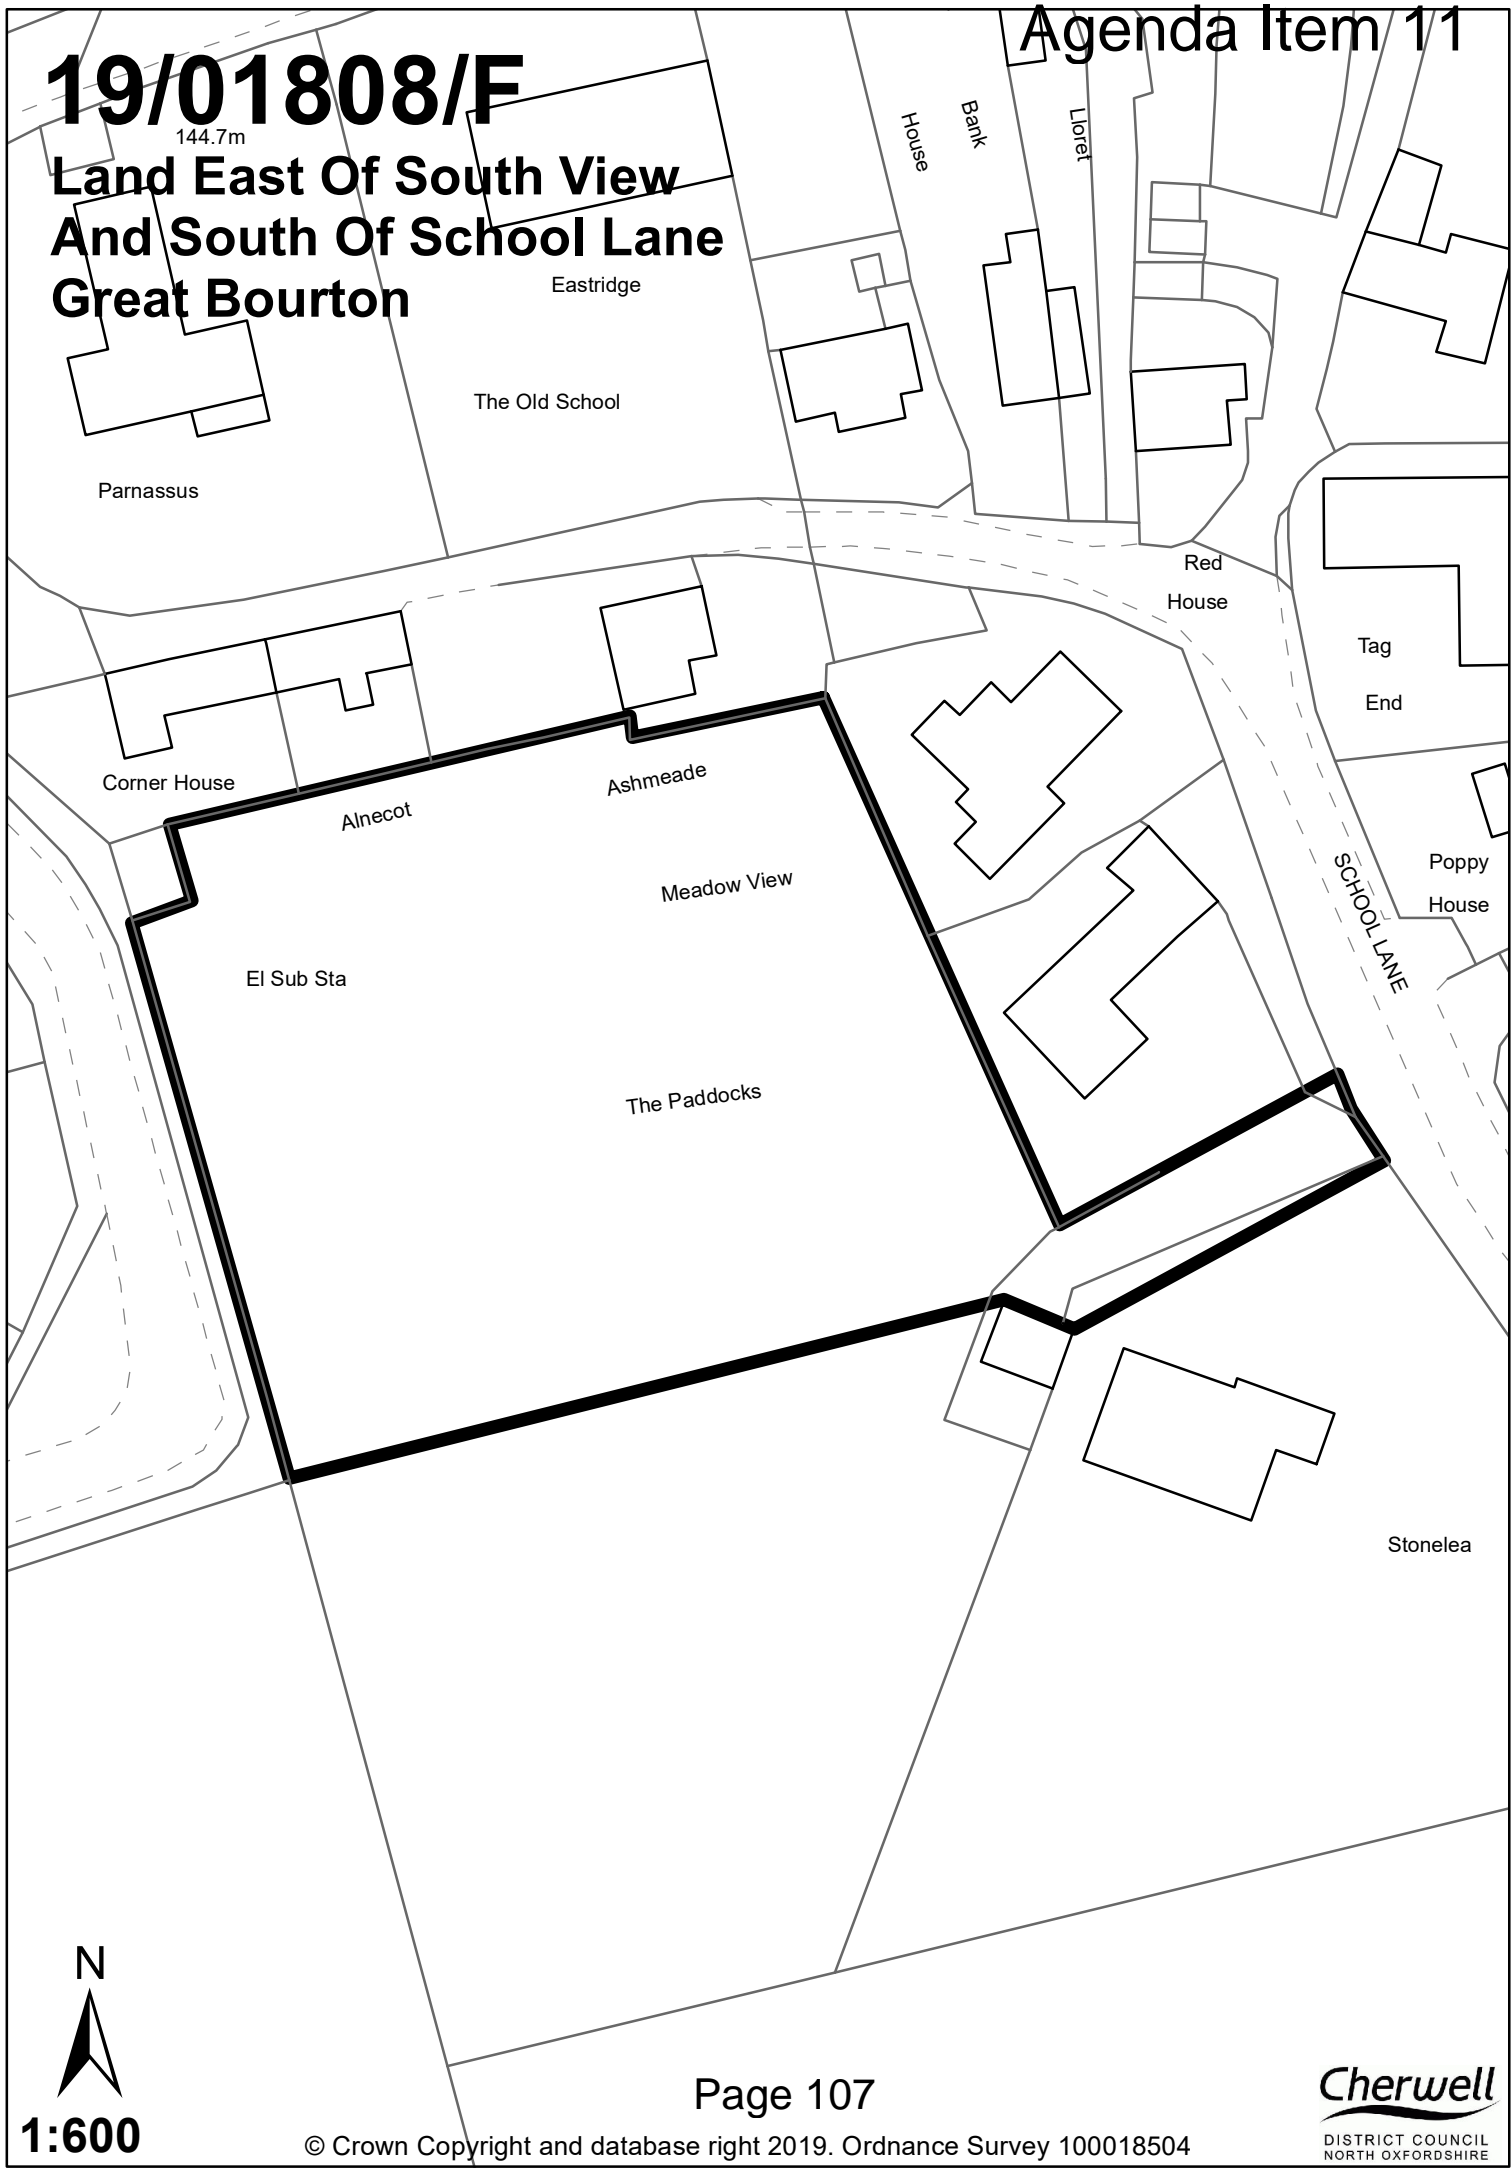 Agenda Item 11
19/01808/F
144.7m
Land East Of South View
And South Of School Lane
Great Bourton
House
Bank
Lloret
Eastridge
The Old School
Parnassus
Red
House
Tag
End
Corner House
Alnecot
Ashmeade
Meadow View
Poppy
House
SCHOOL LANE
El Sub Sta
The Paddocks
Stonelea
N
1:600
Page 107
© Crown Copyright and database right 2019. Ordnance Survey 100018504
Cherwell
DISTRICT COUNCIL
NORTH OXFORDSHIRE